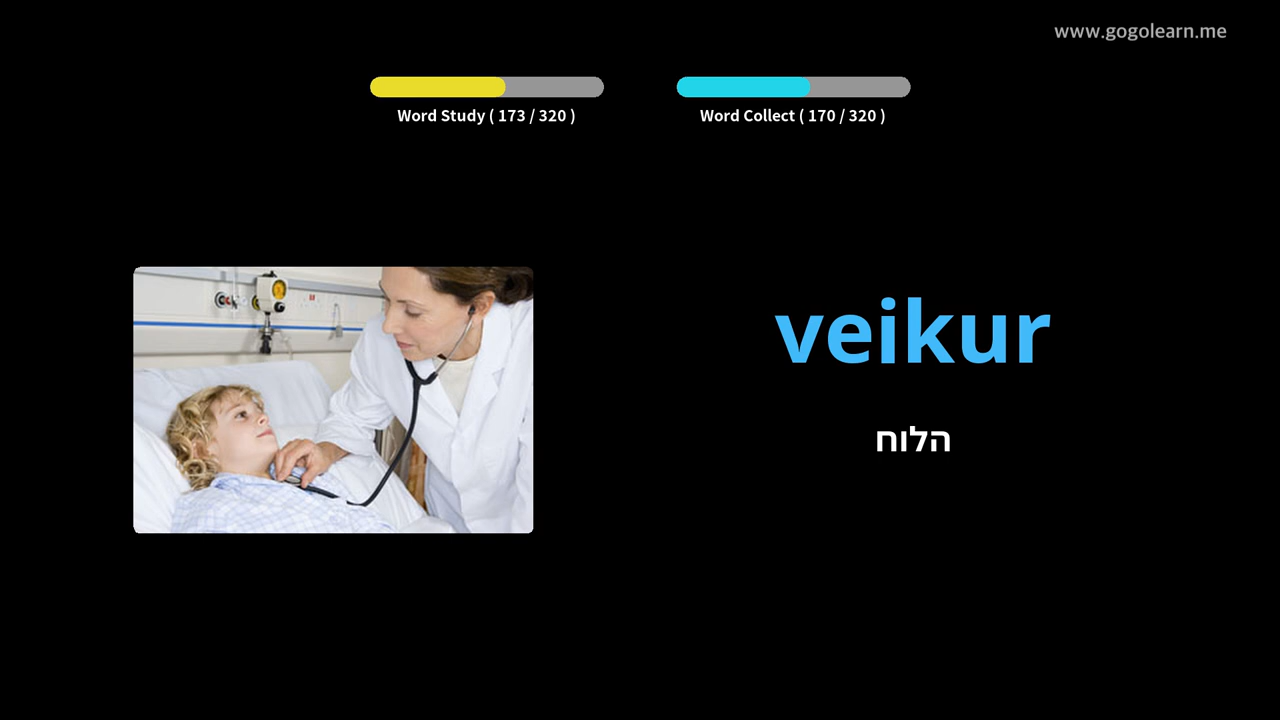 www.gogolearn.me
Word Study ( 173 / 320 )
Word Collect ( 170 / 320 )
veikur
הלוח